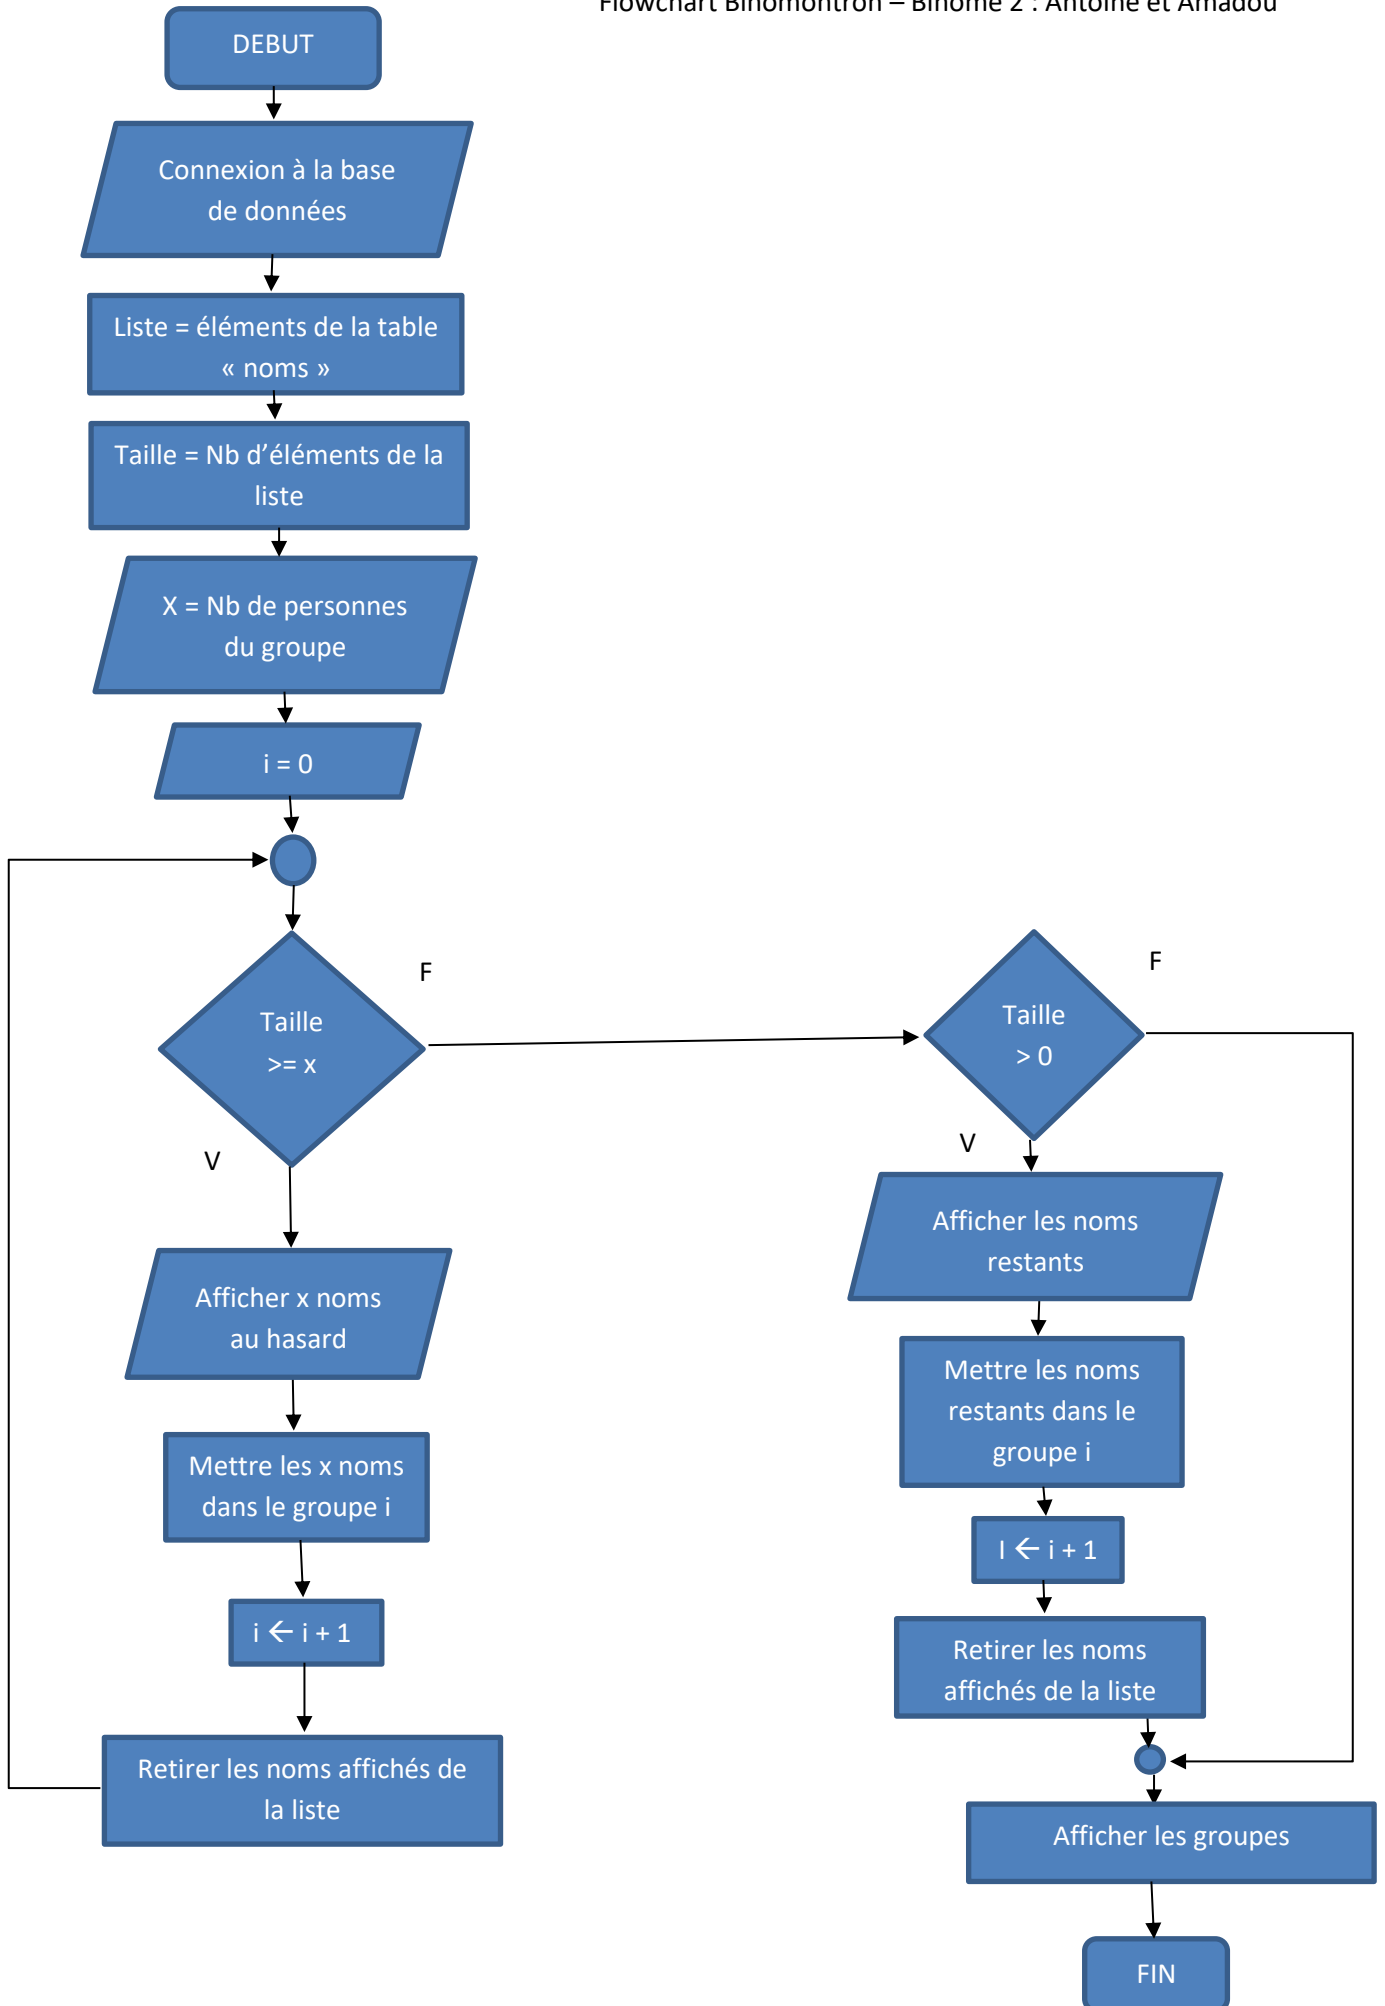 Flowchart Binomontron – Binôme 2 : Antoine et Amadou
DEBUT
Connexion à la base
de données
Liste = éléments de la table
« noms »
Taille = Nb d’éléments de la
liste
X = Nb de personnes
du groupe
i = 0
Taille
>= x
F
V
Afficher x noms
au hasard
Mettre les x noms
dans le groupe i
i ← i + 1
Retirer les noms affichés de
la liste
Taille
> 0
F
V
Afficher les noms
restants
Mettre les noms
restants dans le
groupe i
I ← i + 1
Retirer les noms
affichés de la liste
Afficher les groupes
FIN